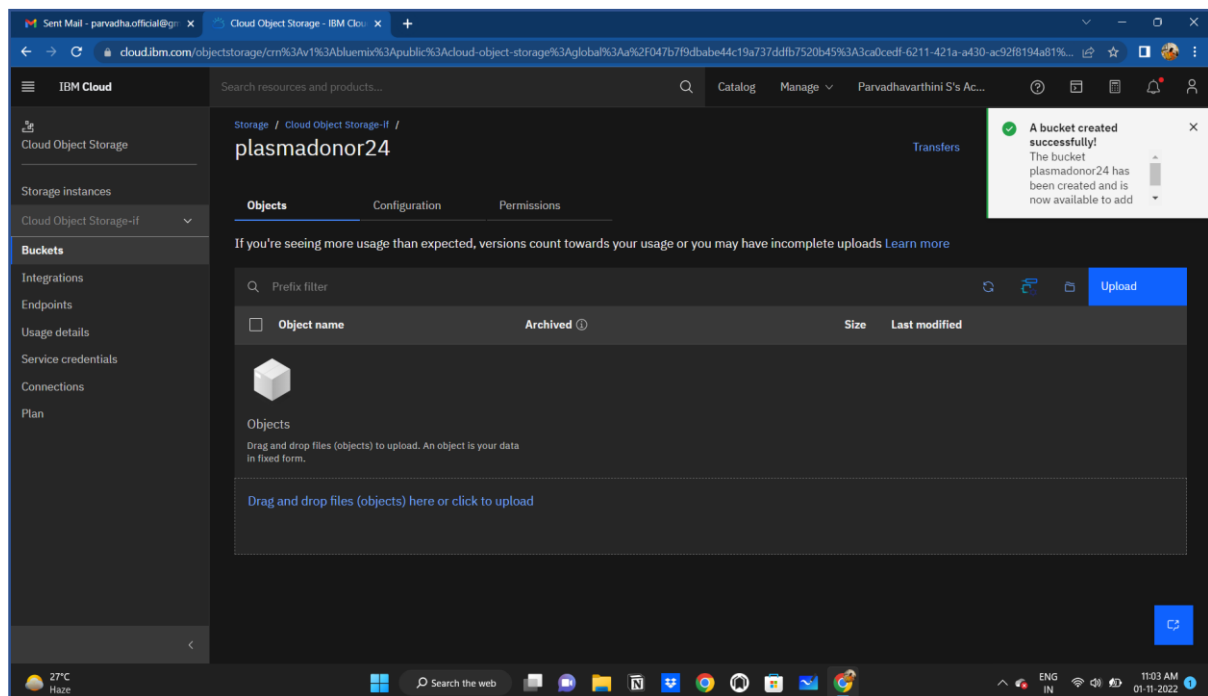 Sent Mail - parvadha.official@gm
Cloud Object Storage - IBM Clou
cloud.ibm.com/objectstorage/crn%3Av1%3Abluemix%3Apublic%3Acloud-object-storage%3Aglobal%3Aa%2F047b7f9dbabe44c19a737ddfb7520b45%3A3ca0cedf-6211-421a-a430-ac92f8194a81%...
IBM Cloud
Search resources and products...
Catalog
Manage
Parvadhavarthini S's Ac...
Cloud Object Storage
Storage instances
Cloud Object Storage-if
Buckets
Integrations
Endpoints
Usage details
Service credentials
Connections
Plan
Storage / Cloud Object Storage-if /
plasmadonor24
Transfers
A bucket created
successfully!
The bucket
plasmadonor24 has
been created and is
now available to add
Objects
Configuration
Permissions
If you're seeing more usage than expected, versions count towards your usage or you may have incomplete uploads Learn more
Prefix filter
Upload
Object name
Archived
Size
Last modified
Objects
Drag and drop files (objects) to upload. An object is your data
in fixed form.
Drag and drop files (objects) here or click to upload
27°C
Haze
Search the web
ENG
IN
11:03 AM
01-11-2022
1